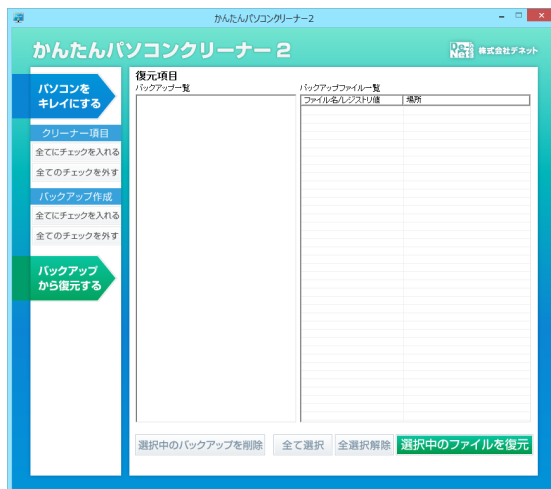 かんたんパソコンクリーナー2
かんたんパソコンクリーナー2
De-Net 株式会社デネット
パソコンを
キレイにする
クリーナー項目
全てにチェックを入れる
全てのチェックを外す
バックアップ作成
全てにチェックを入れる
全てのチェックを外す
バックアップ
から復元する
復元項目
バックアップ一覧
バックアップファイル一覧
ファイル名/レジストリ値 場所
選択中のバックアップを削除 全て選択 全選択解除 選択中のファイルを復元